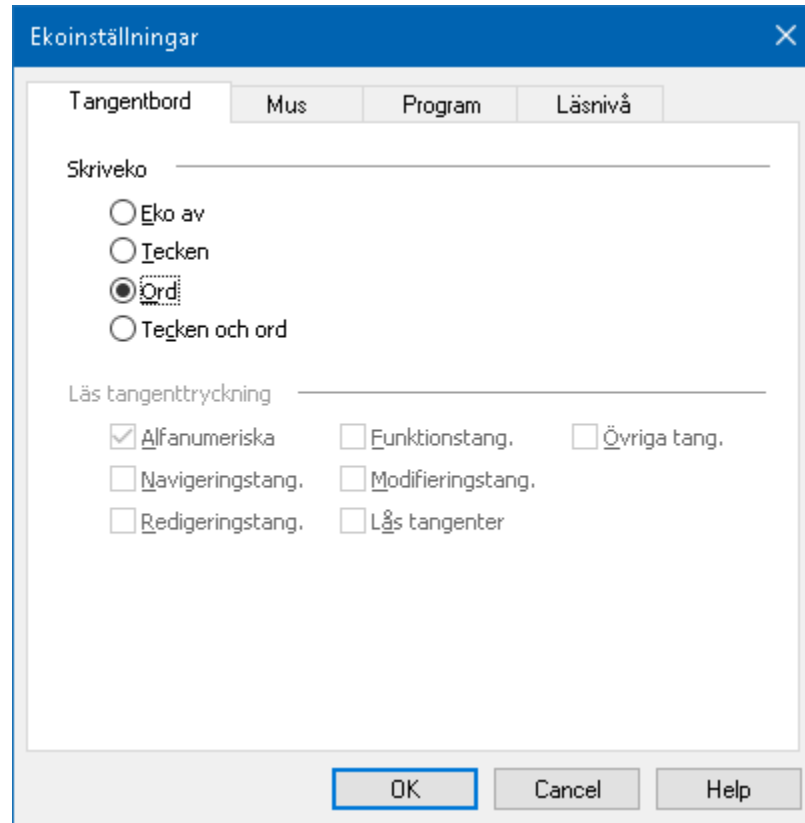 Ekoinställningar
Tangentbord Mus Program Läsnivå
Skriveko
Eko av
Tecken
Ord
Tecken och ord
Läs tangenttryckning
Alfanumeriska Funktionstang. Övriga tang.
Navigeringstang. Modifieringstang.
Redigeringstang. Lås tangenter
OK Cancel Help